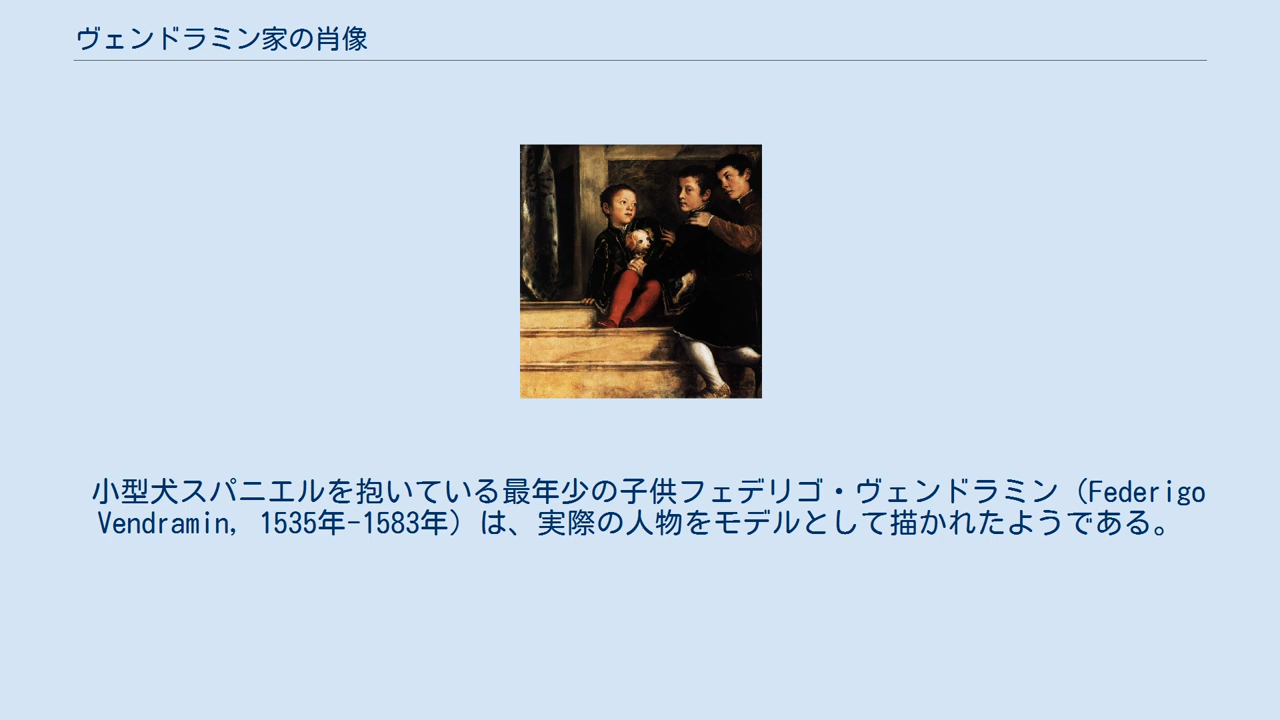 ヴェンドラミン家の肖像
小型犬スパニエルを抱いている最年少の子供フェデリゴ・ヴェンドラミン（Federigo
Vendramin, 1535年-1583年）は、実際の人物をモデルとして描かれたようである。